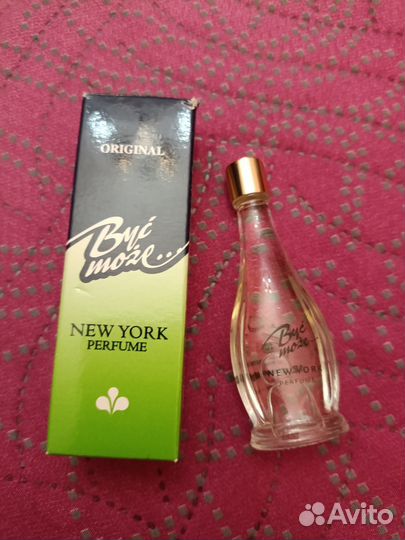 ORIGINAL
Być
może...
NEW YORK
PERFUME
Być
może...
NEW YORK
PERFUME
Avito